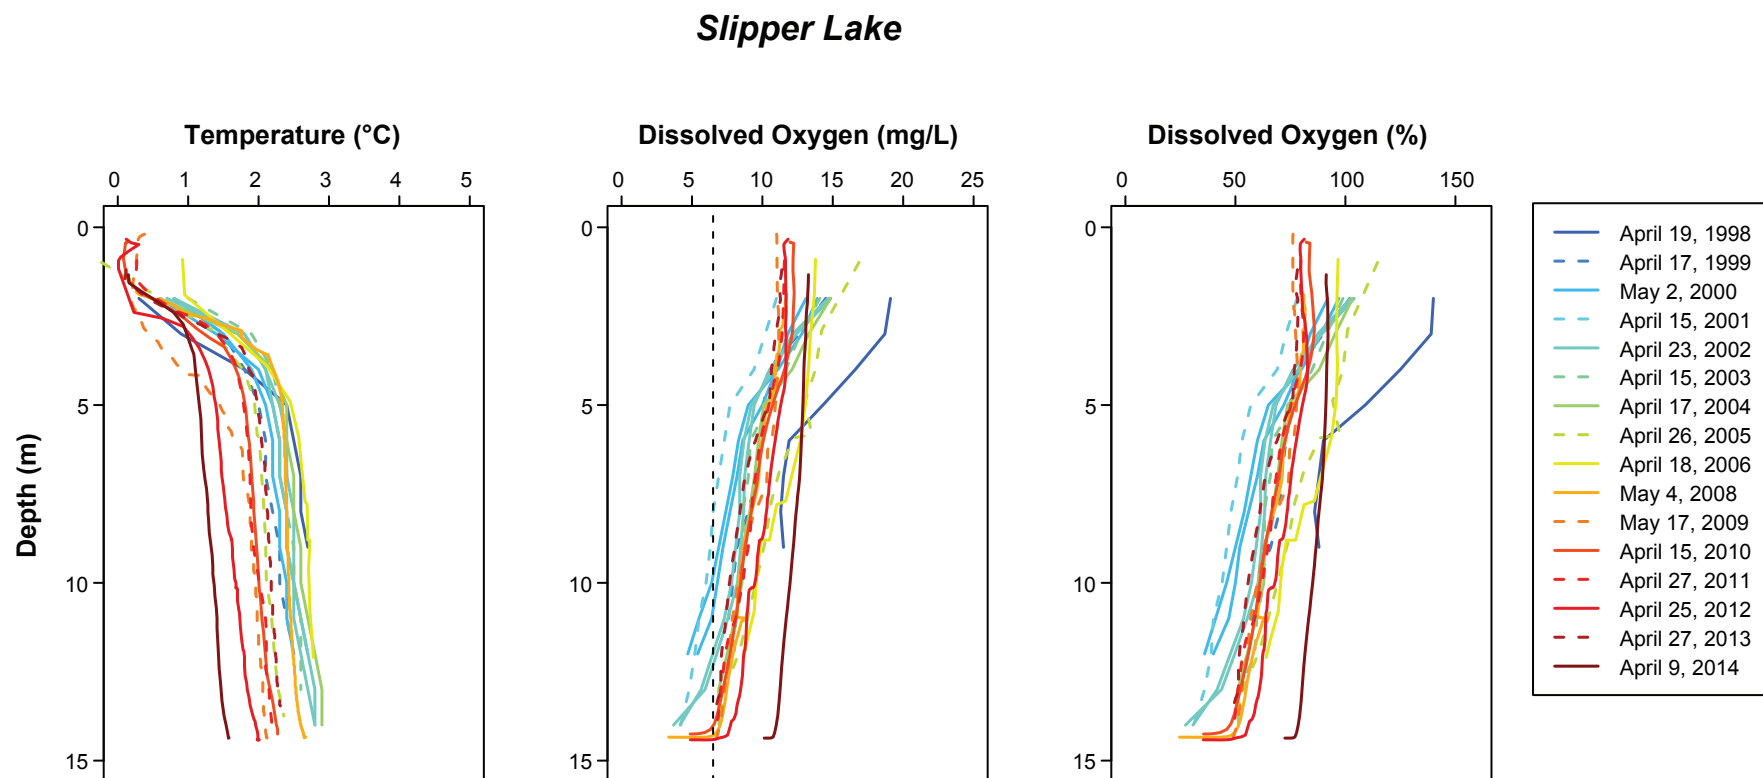 Slipper Lake
Temperature (°C)
Dissolved Oxygen (mg/L)
Dissolved Oxygen (%)
0 1 2 3 4 5
0 5 10 15 20 25
0 50 100 150
Depth (m)
0
5
10
15
0
5
10
15
0
5
10
15
April 19, 1998
April 17, 1999
May 2, 2000
April 15, 2001
April 23, 2002
April 15, 2003
April 17, 2004
April 26, 2005
April 18, 2006
May 4, 2008
May 17, 2009
April 15, 2010
April 27, 2011
April 25, 2012
April 27, 2013
April 9, 2014